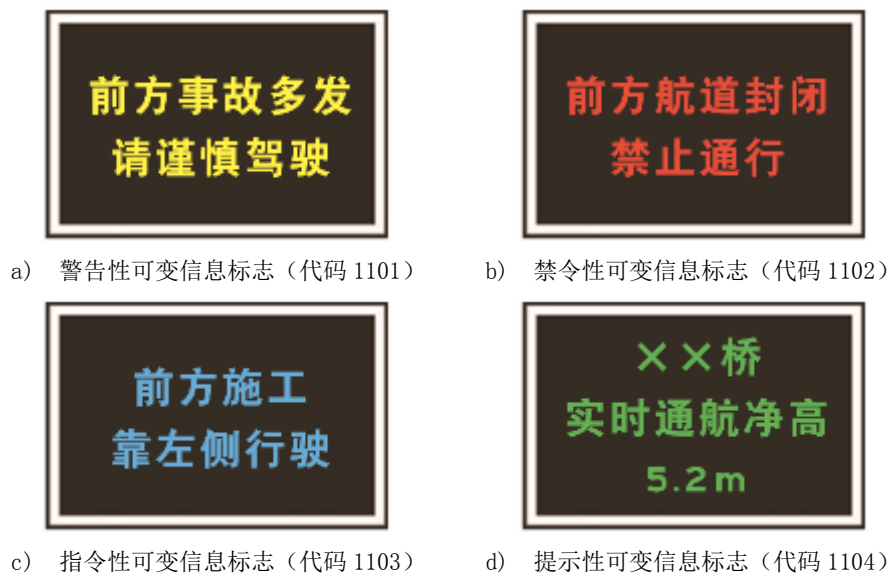 前方事故多发
请谨慎驾驶
a) 警告性可变信息标志（代码 1101）
前方航道封闭
禁止通行
b) 禁令性可变信息标志（代码 1102）
前方施工
靠左侧行驶
c) 指令性可变信息标志（代码 1103）
××桥
实时通航净高
5.2m
d) 提示性可变信息标志（代码 1104）